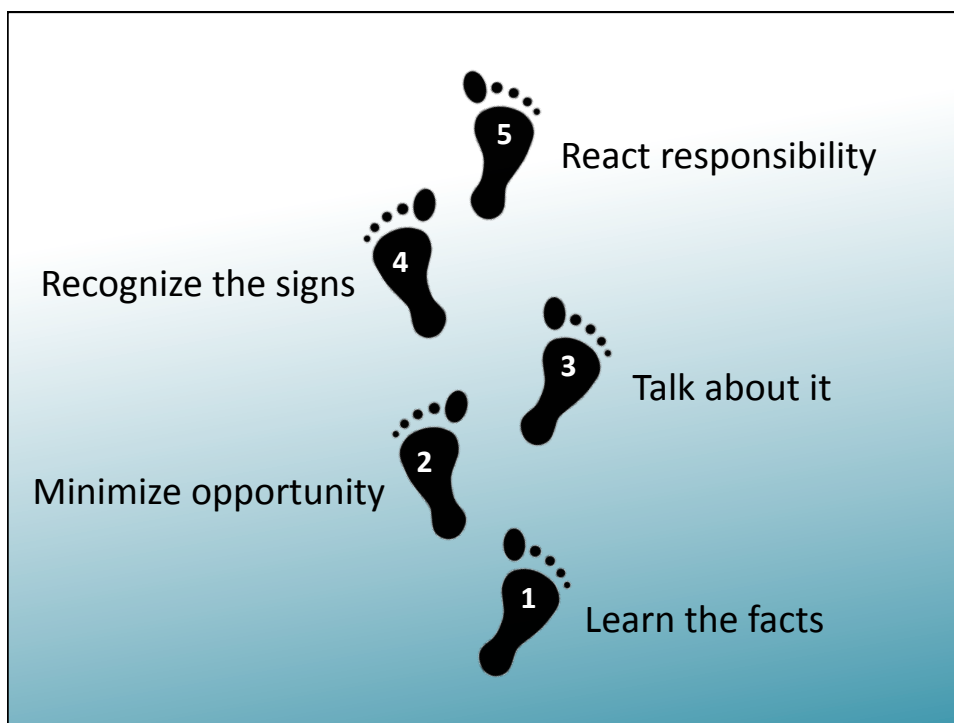 5
React responsibility
4
Recognize the signs
3
Talk about it
2
Minimize opportunity
1
Learn the facts